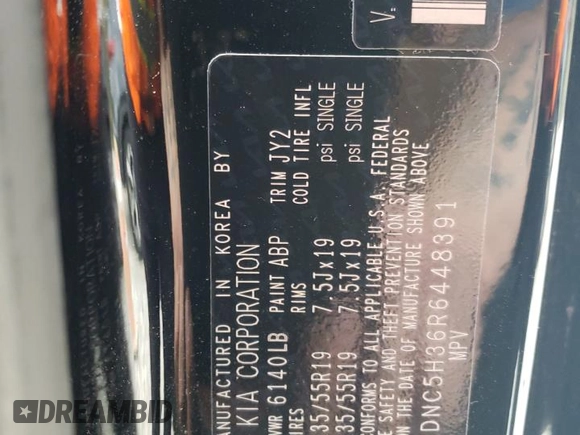 V.
MANUFACTURED IN KOREA BY
KIA CORPORATION
GVWR 6140LB PAINT ABP TRIM JY2
TIRES RIMS COLD TIRE INFL
35/55R19 7.5Jx19 psi SINGLE
35/55R19 7.5Jx19 psi SINGLE
CONFORMS TO ALL APPLICABLE U.S.A. FEDERAL
SAFETY AND THEFT PREVENTION STANDARDS
IN THE DATE OF MANUFACTURE SHOWN ABOVE
DNC5H36R6448391
MPV
DREAMBID
.COM